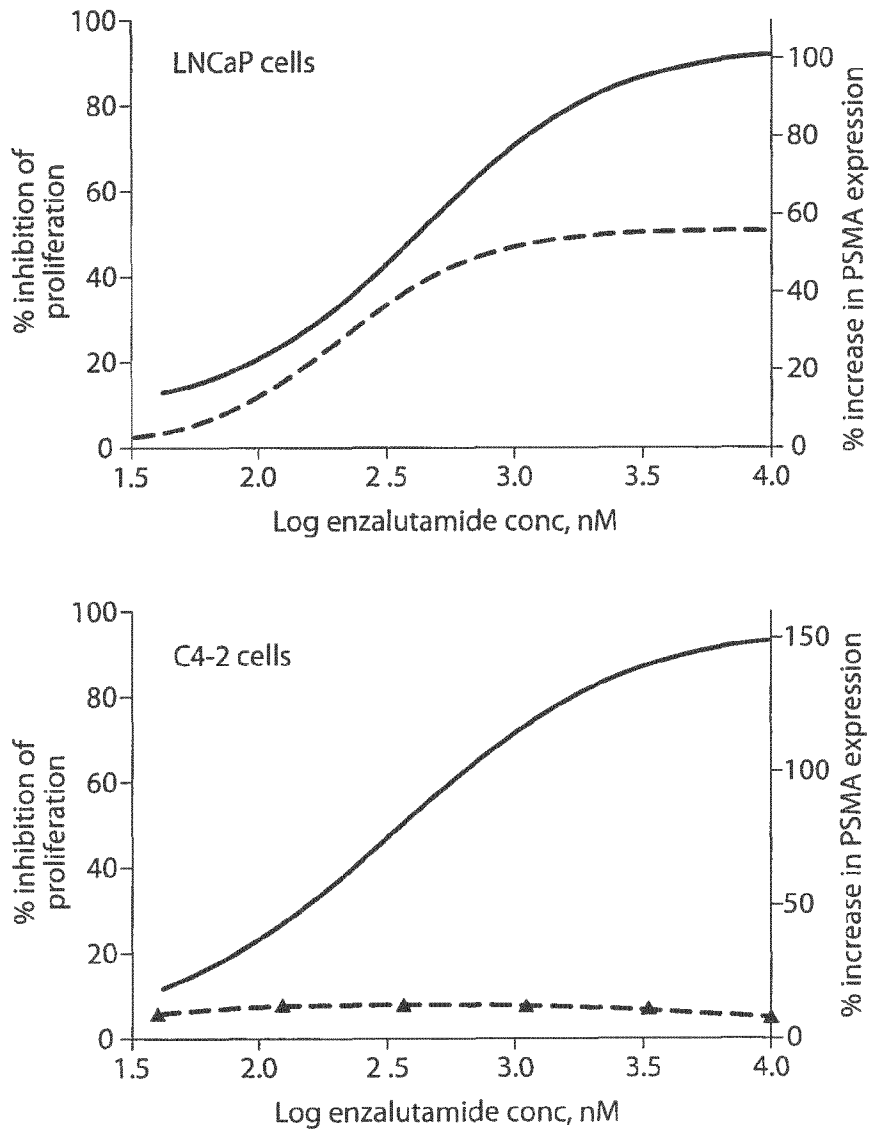 LNCaP cells
% inhibition of
proliferation
100
80
60
40
20
0
% increase in PSMA expression
100
80
60
40
20
0
1.5 2.0 2.5 3.0 3.5 4.0
Log enzalutamide conc, nM
C4-2 cells
% inhibition of
proliferation
100
80
60
40
20
0
% increase in PSMA expression
150
100
50
0
1.5 2.0 2.5 3.0 3.5 4.0
Log enzalutamide conc, nM